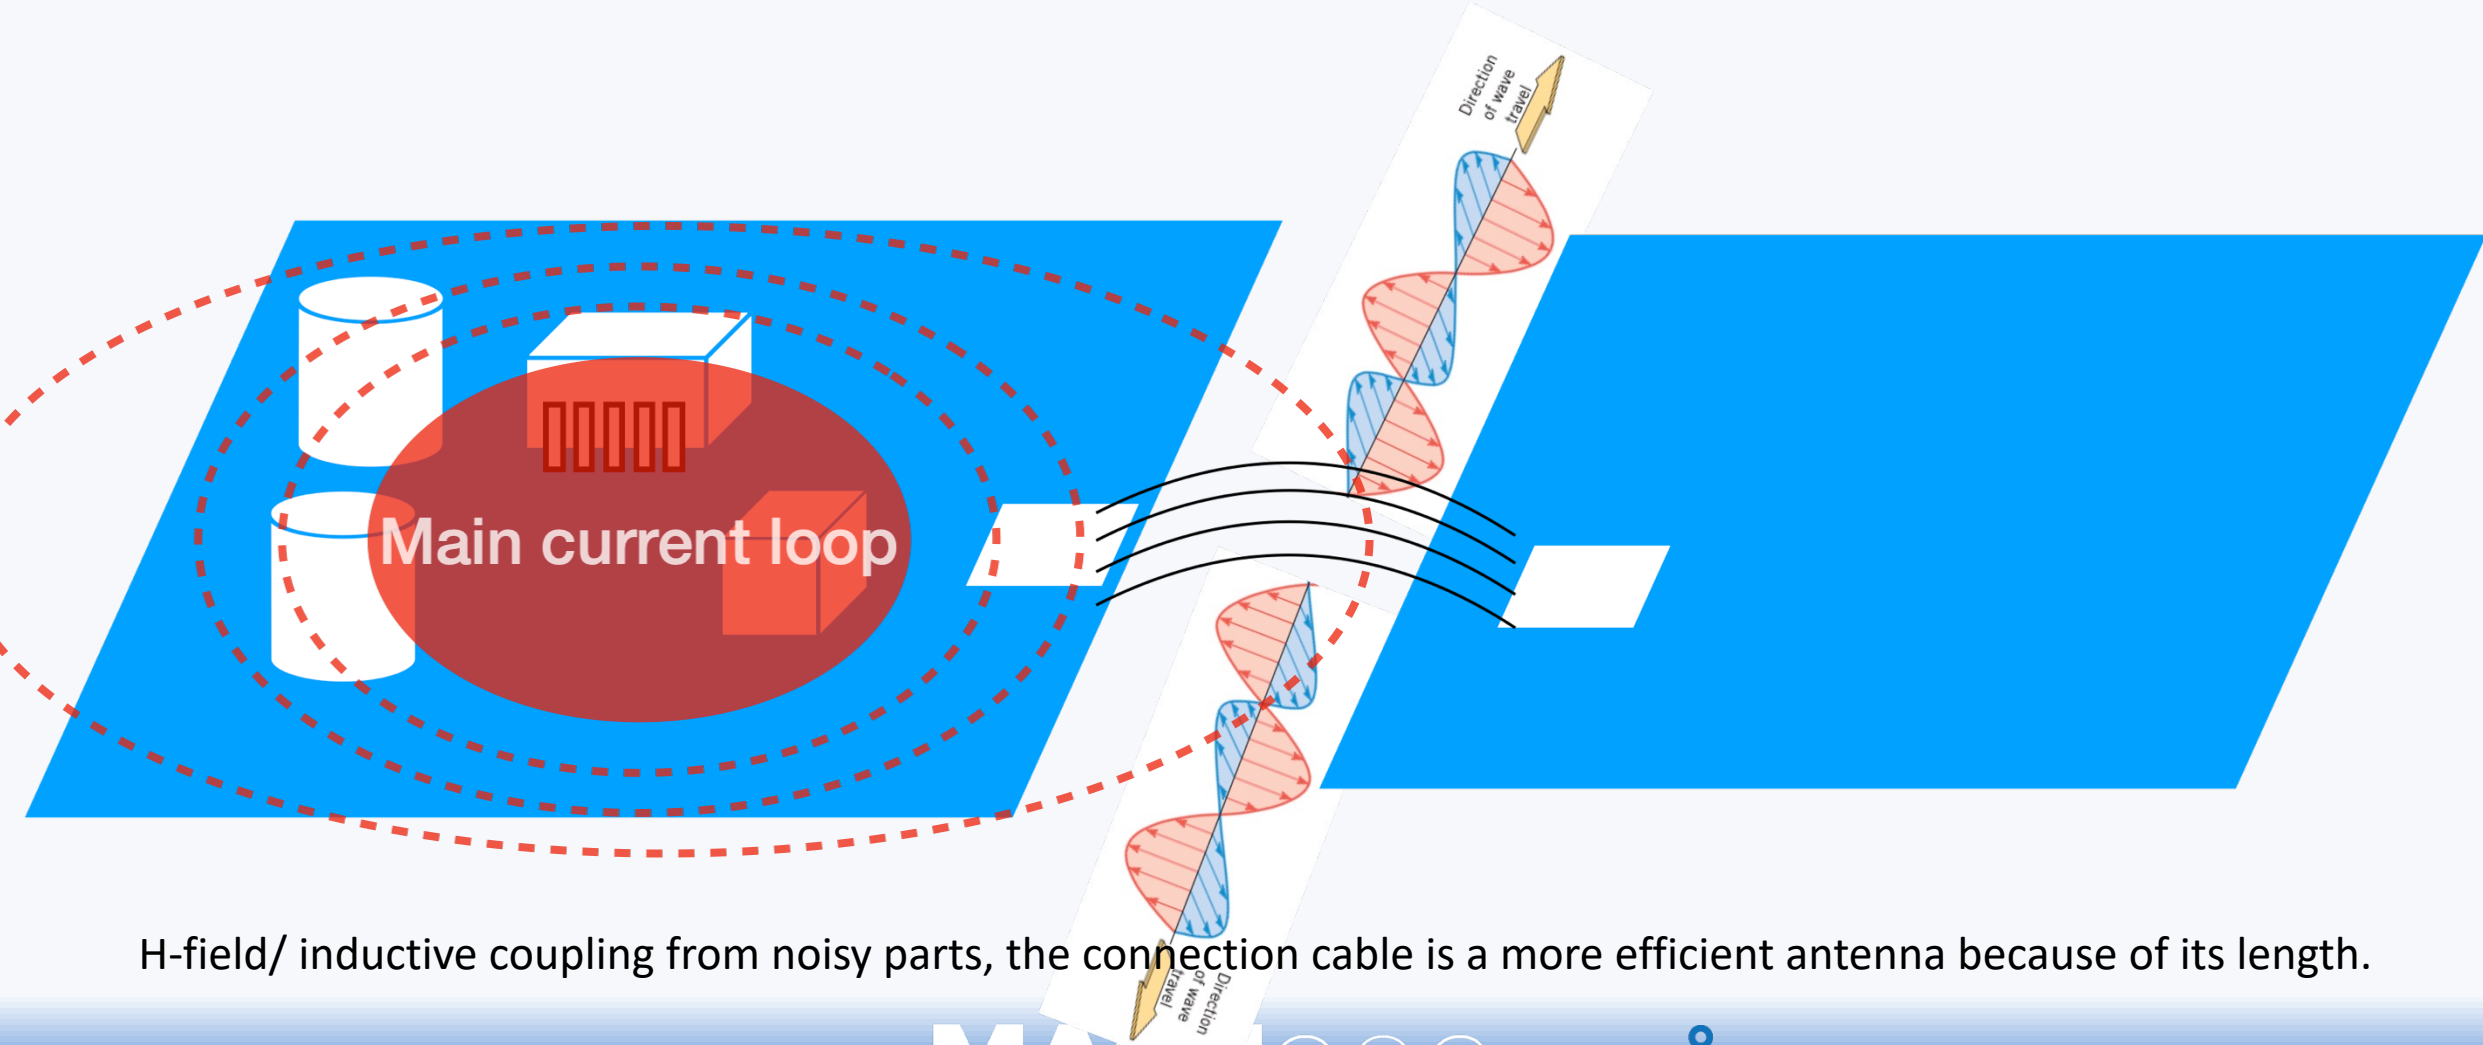 Direction
of wave
travel
Main current loop
H-field/ inductive coupling from noisy parts, the connection cable is a more efficient antenna because of its length.
Direction
of wave
travel